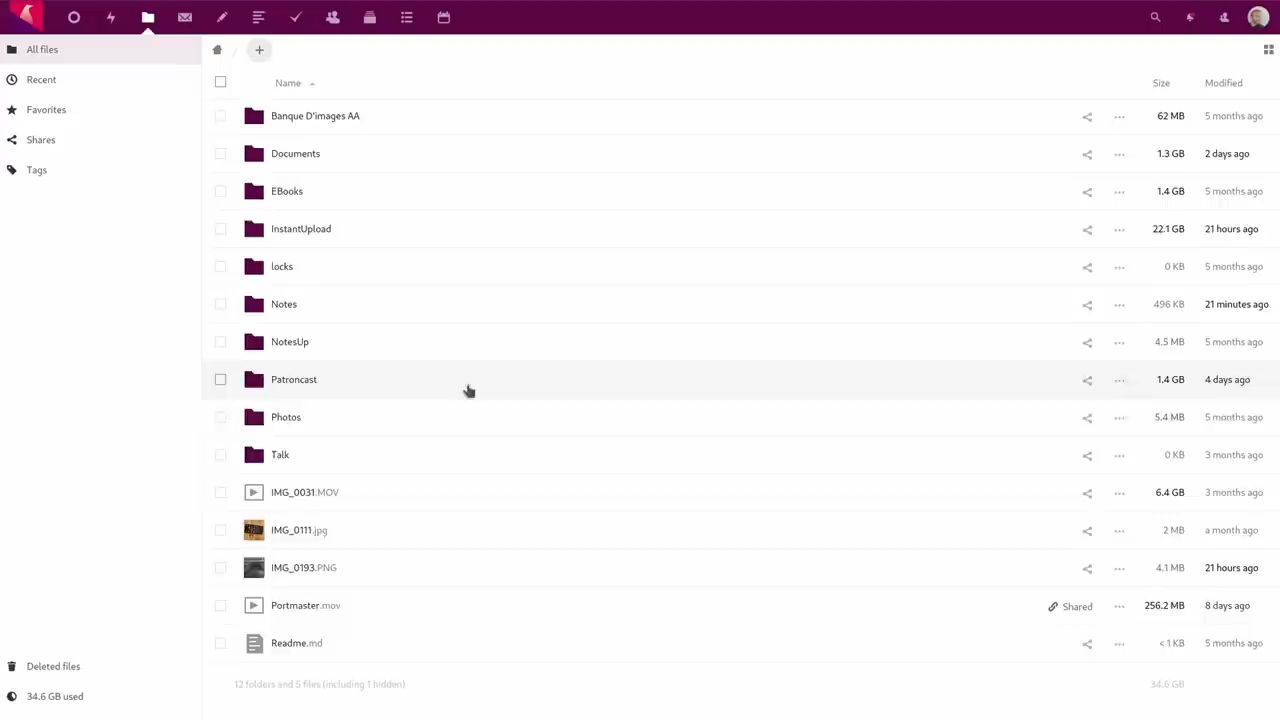 All files
Recent
Favorites
Shares
Tags
Deleted files
34.6 GB used
Name Size Modified
Banque D'images AA 62 MB 5 months ago
Documents 1.3 GB 2 days ago
EBooks 1.4 GB 5 months ago
InstantUpload 22.1 GB 21 hours ago
locks 0 KB 5 months ago
Notes 496 KB 21 minutes ago
NotesUp 4.5 MB 5 months ago
Patroncast 1.4 GB 4 days ago
Photos 5.4 MB 5 months ago
Talk 0 KB 3 months ago
IMG_0031.MOV 6.4 GB 3 months ago
IMG_0111.jpg 2 MB a month ago
IMG_0193.PNG 4.1 MB 21 hours ago
Portmaster.mov Shared 256.2 MB 8 days ago
Readme.md < 1 KB 5 months ago
12 folders and 5 files (including 1 hidden) 34.6 GB